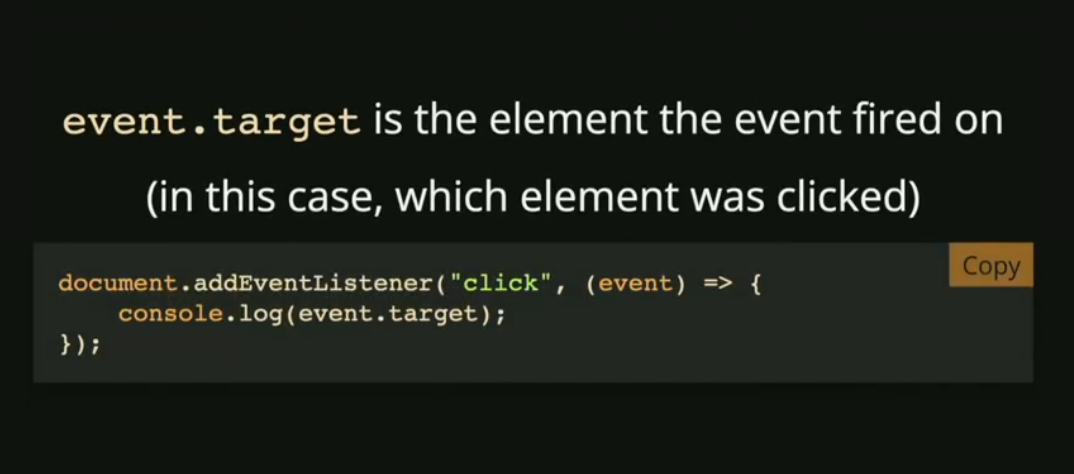 event.target is the element the event fired on
(in this case, which element was clicked)
Copy
document.addEventListener("click", (event) => {
    console.log(event.target);
});